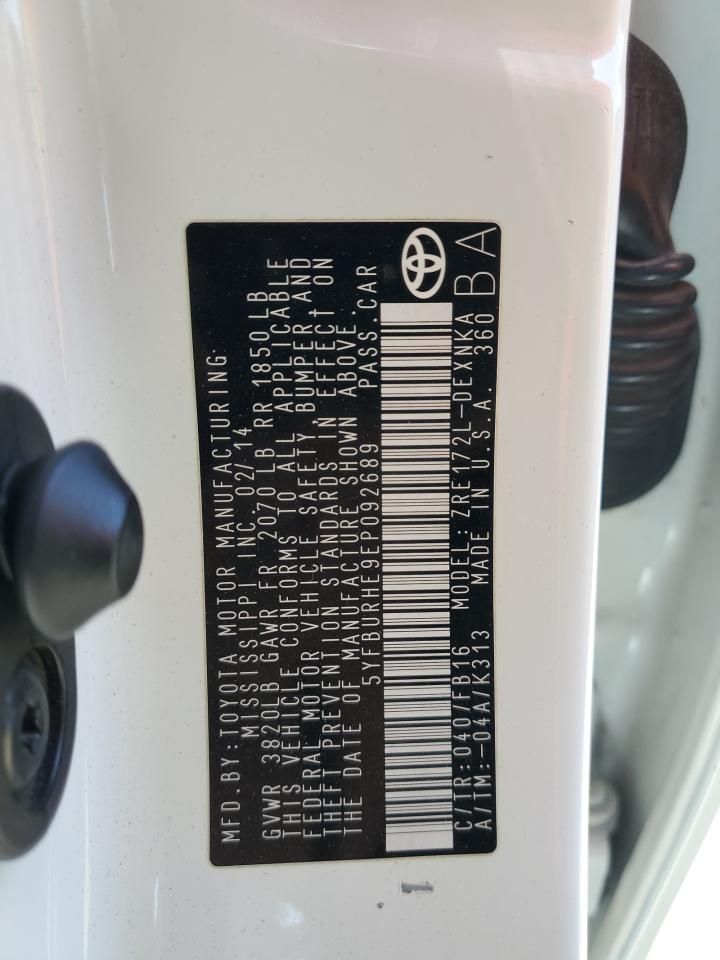 MFD.BY:TOYOTA MOTOR MANUFACTURING,
MISSISSIPPI INC. 02/14
GVWR 3820LB GAWR FR 2070 LB RR 1850 LB
THIS VEHICLE CONFORMS TO ALL APPLICABLE
FEDERAL MOTOR VEHICLE SAFETY, BUMPER AND
THEFT PREVENTION STANDARDS IN EFFECT ON
THE DATE OF MANUFACTURE SHOWN ABOVE.
5YFBURHE9EP092689 PASS.CAR
C/TR:040/FB16 MODEL: ZRE172L-DEXNKA
A/TM:-04A/K313 MADE IN U.S.A. 360
BA